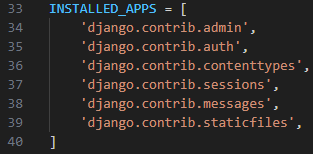 33 INSTALLED_APPS = [
34     'django.contrib.admin',
35     'django.contrib.auth',
36     'django.contrib.contenttypes',
37     'django.contrib.sessions',
38     'django.contrib.messages',
39     'django.contrib.staticfiles',
40 ]